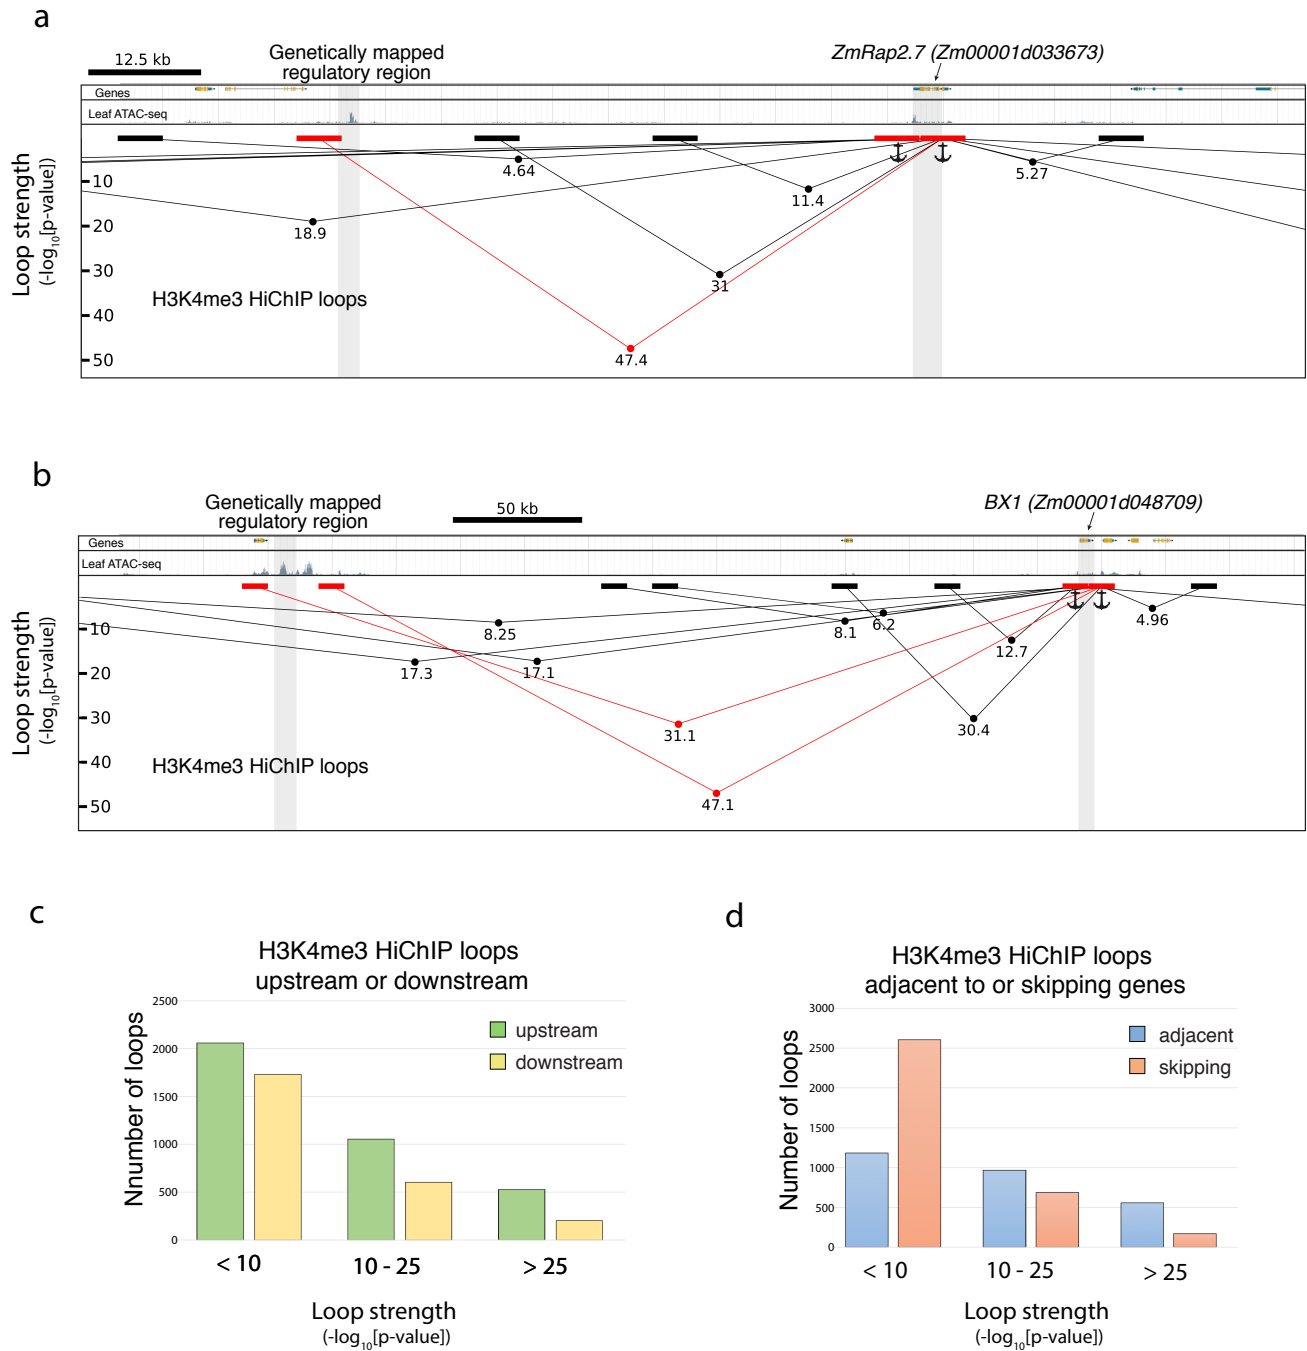 a
12.5 kb
Genetically mapped
regulatory region
ZmRap2.7 (Zm00001d033673)
Genes
Leaf ATAC-seq
Loop strength
(-log10[p-value])
10
20
30
40
50
4.64
5.27
11.4
18.9
31
47.4
H3K4me3 HiChIP loops
b
Genetically mapped
regulatory region
50 kb
BX1 (Zm00001d048709)
Genes
Leaf ATAC-seq
Loop strength
(-log10[p-value])
10
20
30
40
50
8.25
8.1
6.2
4.96
17.3
17.1
12.7
31.1
30.4
47.1
H3K4me3 HiChIP loops
c
H3K4me3 HiChIP loops
upstream or downstream
Nnumber of loops
2500
2000
1500
1000
500
0
upstream
downstream
< 10
10 - 25
> 25
Loop strength
(-log10[p-value])
d
H3K4me3 HiChIP loops
adjacent to or skipping genes
Number of loops
3000
2500
2000
1500
1000
500
0
adjacent
skipping
< 10
10 - 25
> 25
Loop strength
(-log10[p-value])